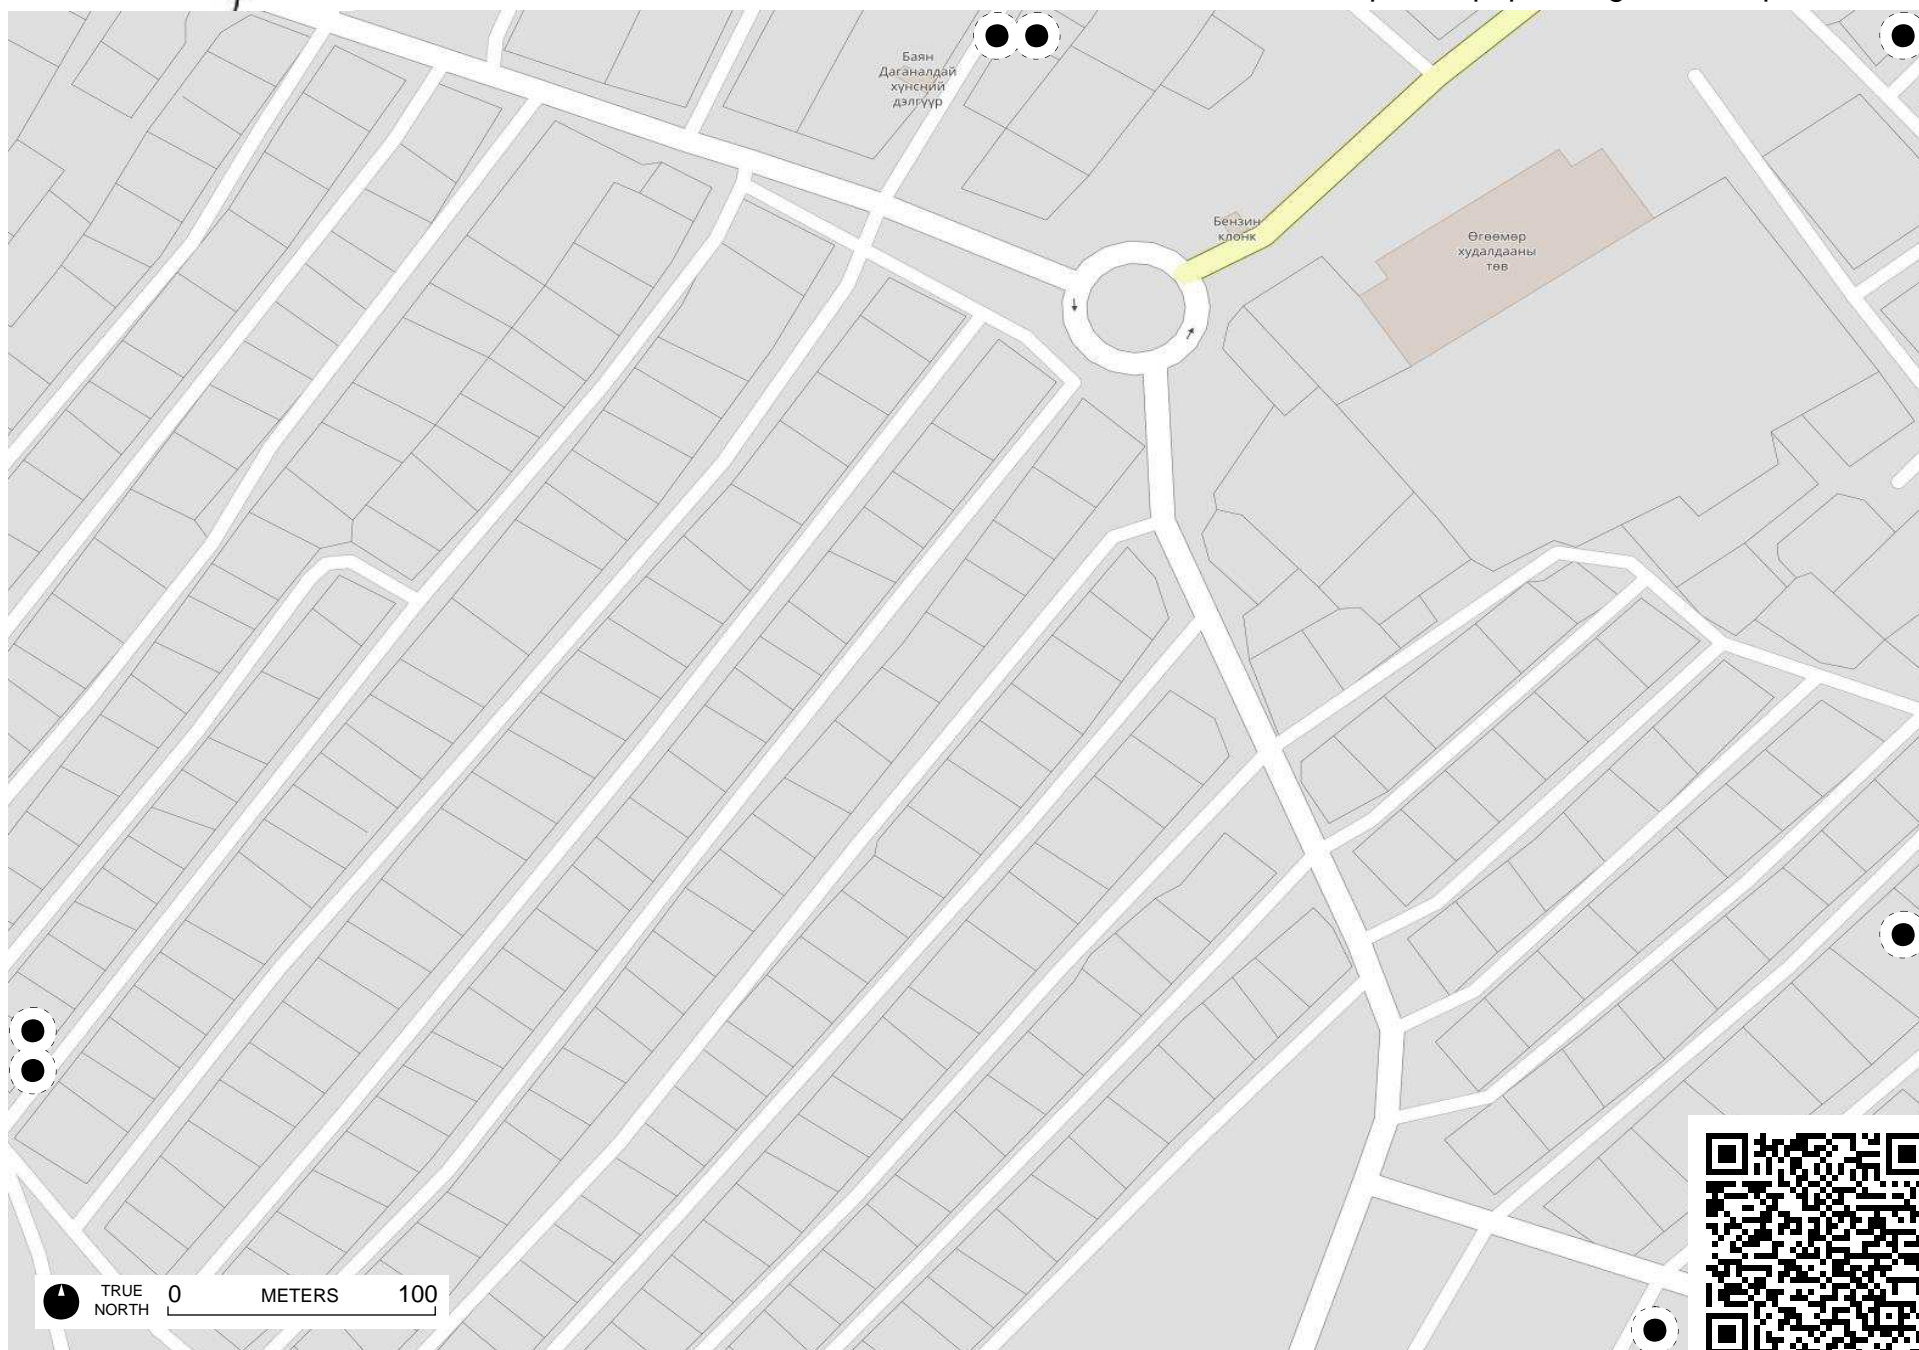 Баян
Даганалдай
хүнсний
дэлгүүр
Бензин
клонк
Өгөөмөр
худалдааны
төв
TRUE
NORTH
0 METERS 100